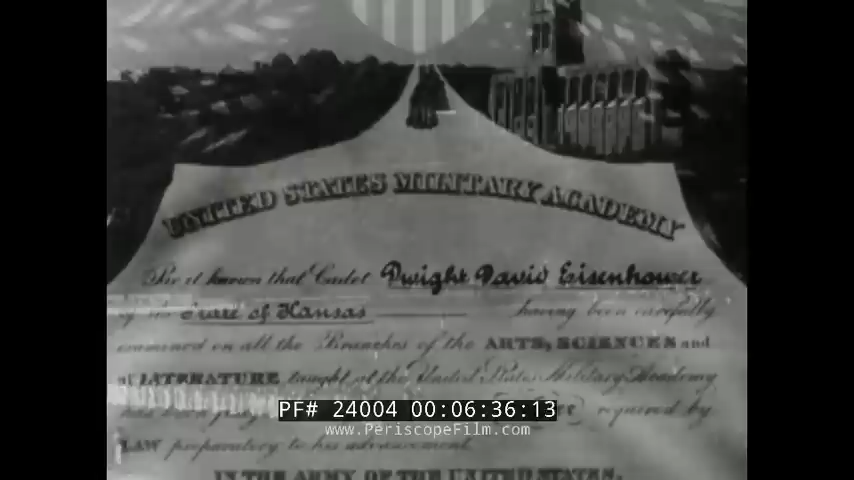 UNITED STATES MILITARY ACADEMY
Be it known that Cadet Dwight David Eisenhower
of the State of Kansas having been carefully
examined on all the Branches of the ARTS, SCIENCES and
of LITERATURE taught at the United States Military Academy
required by
LAW preparatory to his advancement
IN THE ARMY OF THE UNITED STATES,
PF# 24004 00:06:36:13
www.PeriscopeFilm.com